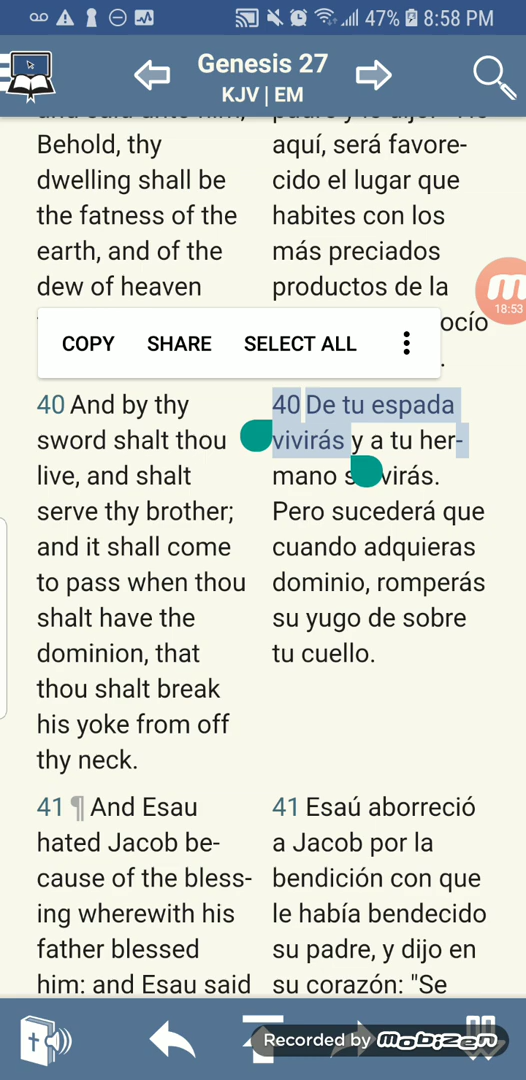 47% 8:58 PM
Genesis 27
KJV | EM
Behold, thy
dwelling shall be
the fatness of the
earth, and of the
dew of heaven
40 And by thy
sword shalt thou
live, and shalt
serve thy brother;
and it shall come
to pass when thou
shalt have the
dominion, that
thou shalt break
his yoke from off
thy neck.
41 ¶ And Esau
hated Jacob be-
cause of the bless-
ing wherewith his
father blessed
him: and Esau said
aquí, será favore-
cido el lugar que
habites con los
más preciados
productos de la
18:53
COPY SHARE SELECT ALL
40 De tu espada
vivirás y a tu her-
mano
Pero sucederá que
cuando adquieras
dominio, romperás
su yugo de sobre
tu cuello.
41 Esaú aborreció
a Jacob por la
bendición con que
le había bendecido
su padre, y dijo en
su corazón: "Se
Recorded by Mobizen